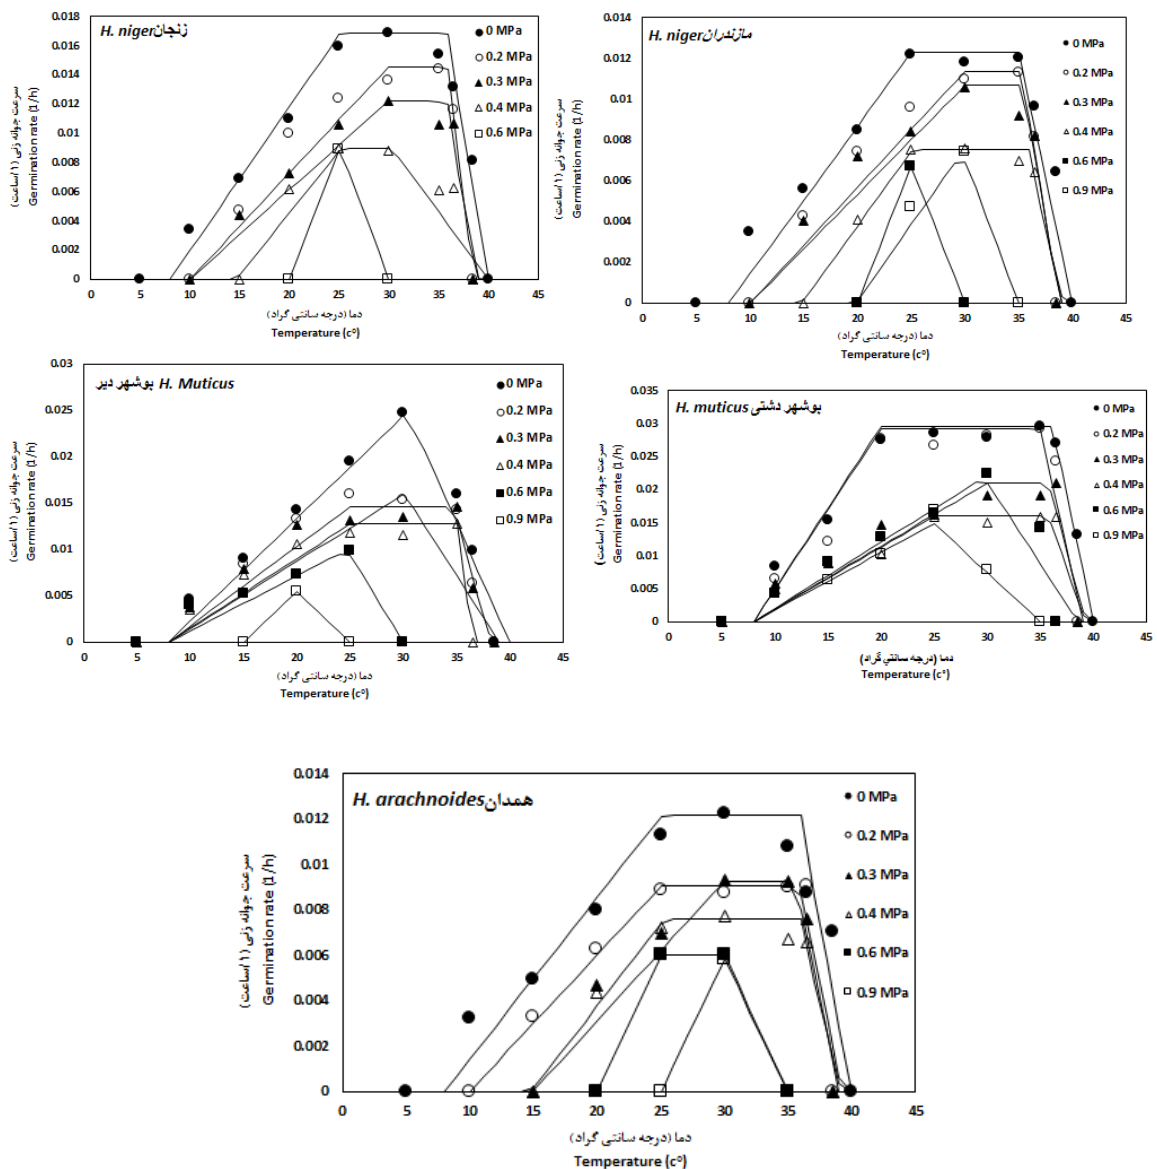 H. niger زنجان
0.018
0.016
0.014
0.012
0.01
0.008
0.006
0.004
0.002
0
سرعت جوانه زنی (۱/ساعت)
Germination rate (1/h)
0 MPa
0.2 MPa
0.3 MPa
0.4 MPa
0.6 MPa
0 5 10 15 20 25 30 35 40 45
دما (درجه سانتی گراد)
Temperature (c°)
H. niger مازندران
0.014
0.012
0.01
0.008
0.006
0.004
0.002
0
سرعت جوانه زنی (۱/ساعت)
Germination rate (1/h)
0 MPa
0.2 MPa
0.3 MPa
0.4 MPa
0.6 MPa
0.9 MPa
0 5 10 15 20 25 30 35 40 45
دما (درجه سانتی گراد)
Temperature (c°)
بوشهر دیر H. Muticus
0.03
0.025
0.02
0.015
0.01
0.005
0
سرعت جوانه زنی (۱/ساعت)
Germination rate (1/h)
0 MPa
0.2 MPa
0.3 MPa
0.4 MPa
0.6 MPa
0.9 MPa
0 5 10 15 20 25 30 35 40 45
دما (درجه سانتی گراد)
Temperature (c°)
H. muticus بوشهر دشتی
0.035
0.03
0.025
0.02
0.015
0.01
0.005
0
سرعت جوانه زنی (۱/ساعت)
Germination rate (1/h)
0 MPa
0.2 MPa
0.3 MPa
0.4 MPa
0.6 MPa
0.9 MPa
0 5 10 15 20 25 30 35 40 45
دما (درجه سانتي گراد)
Temperature (c°)
H. arachnoides همدان
0.014
0.012
0.01
0.008
0.006
0.004
0.002
0
سرعت جوانه زنی (۱/ساعت)
Germination rate (1/h)
0 MPa
0.2 MPa
0.3 MPa
0.4 MPa
0.6 MPa
0.9 MPa
0 5 10 15 20 25 30 35 40 45
دما (درجه سانتی گراد)
Temperature (c°)